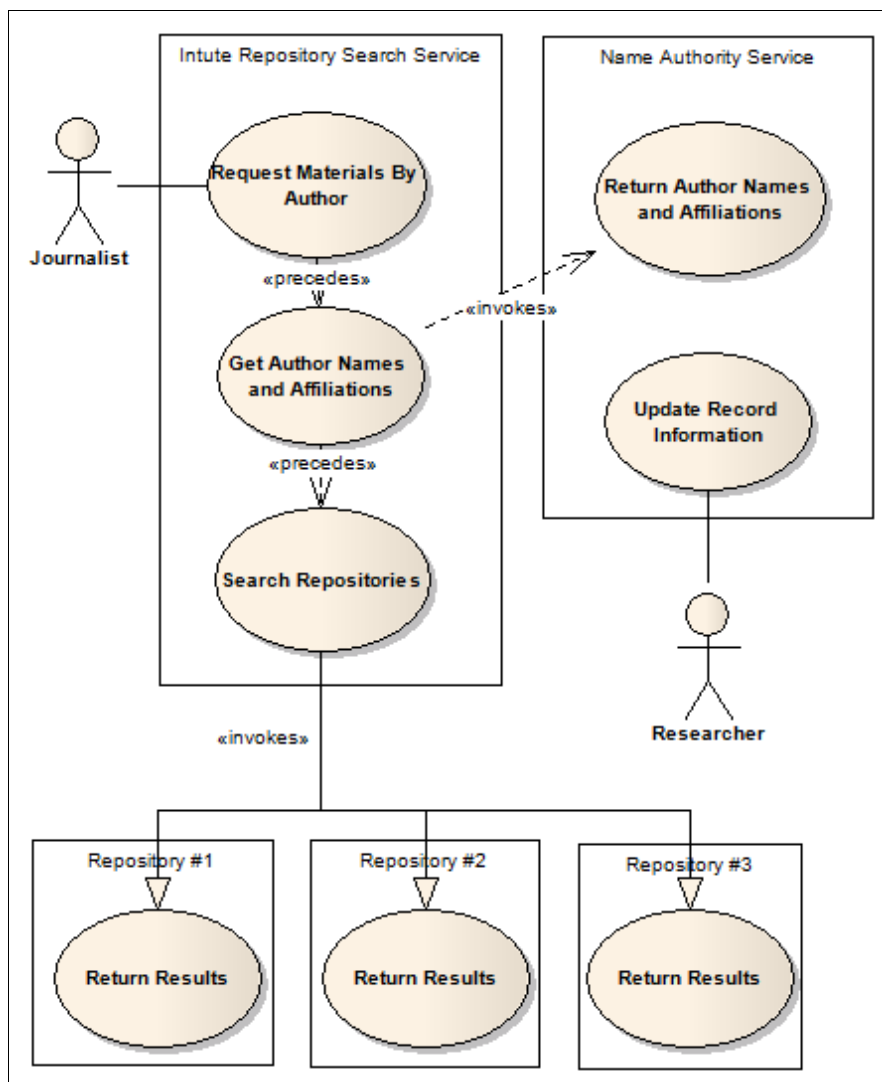 Intute Repository Search Service
Name Authority Service
Request Materials By
Author
Return Author Names
and Affiliations
Journalist
«precedes»
«invokes»
Get Author Names
and Affiliations
Update Record
Information
«precedes»
Search Repositories
Researcher
«invokes»
Repository #1
Repository #2
Repository #3
Return Results
Return Results
Return Results